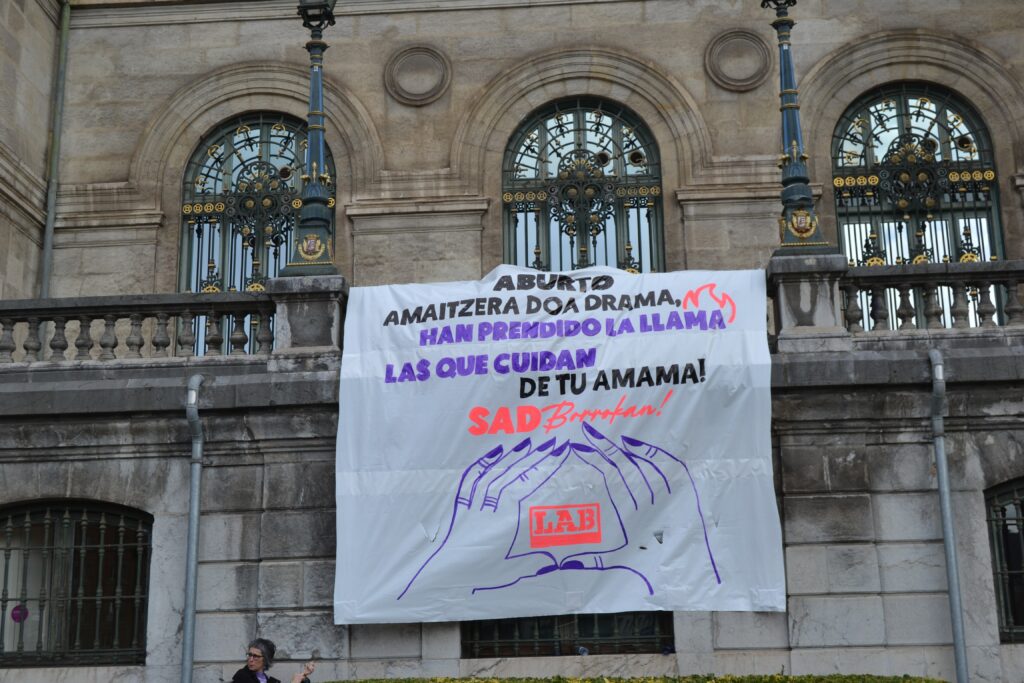 ABURTO
AMAITZERA DOA DRAMA,
HAN PRENDIDO LA LLAMA
LAS QUE CUIDAN
DE TU AMAMA!
SAD Borrokan!
LAB